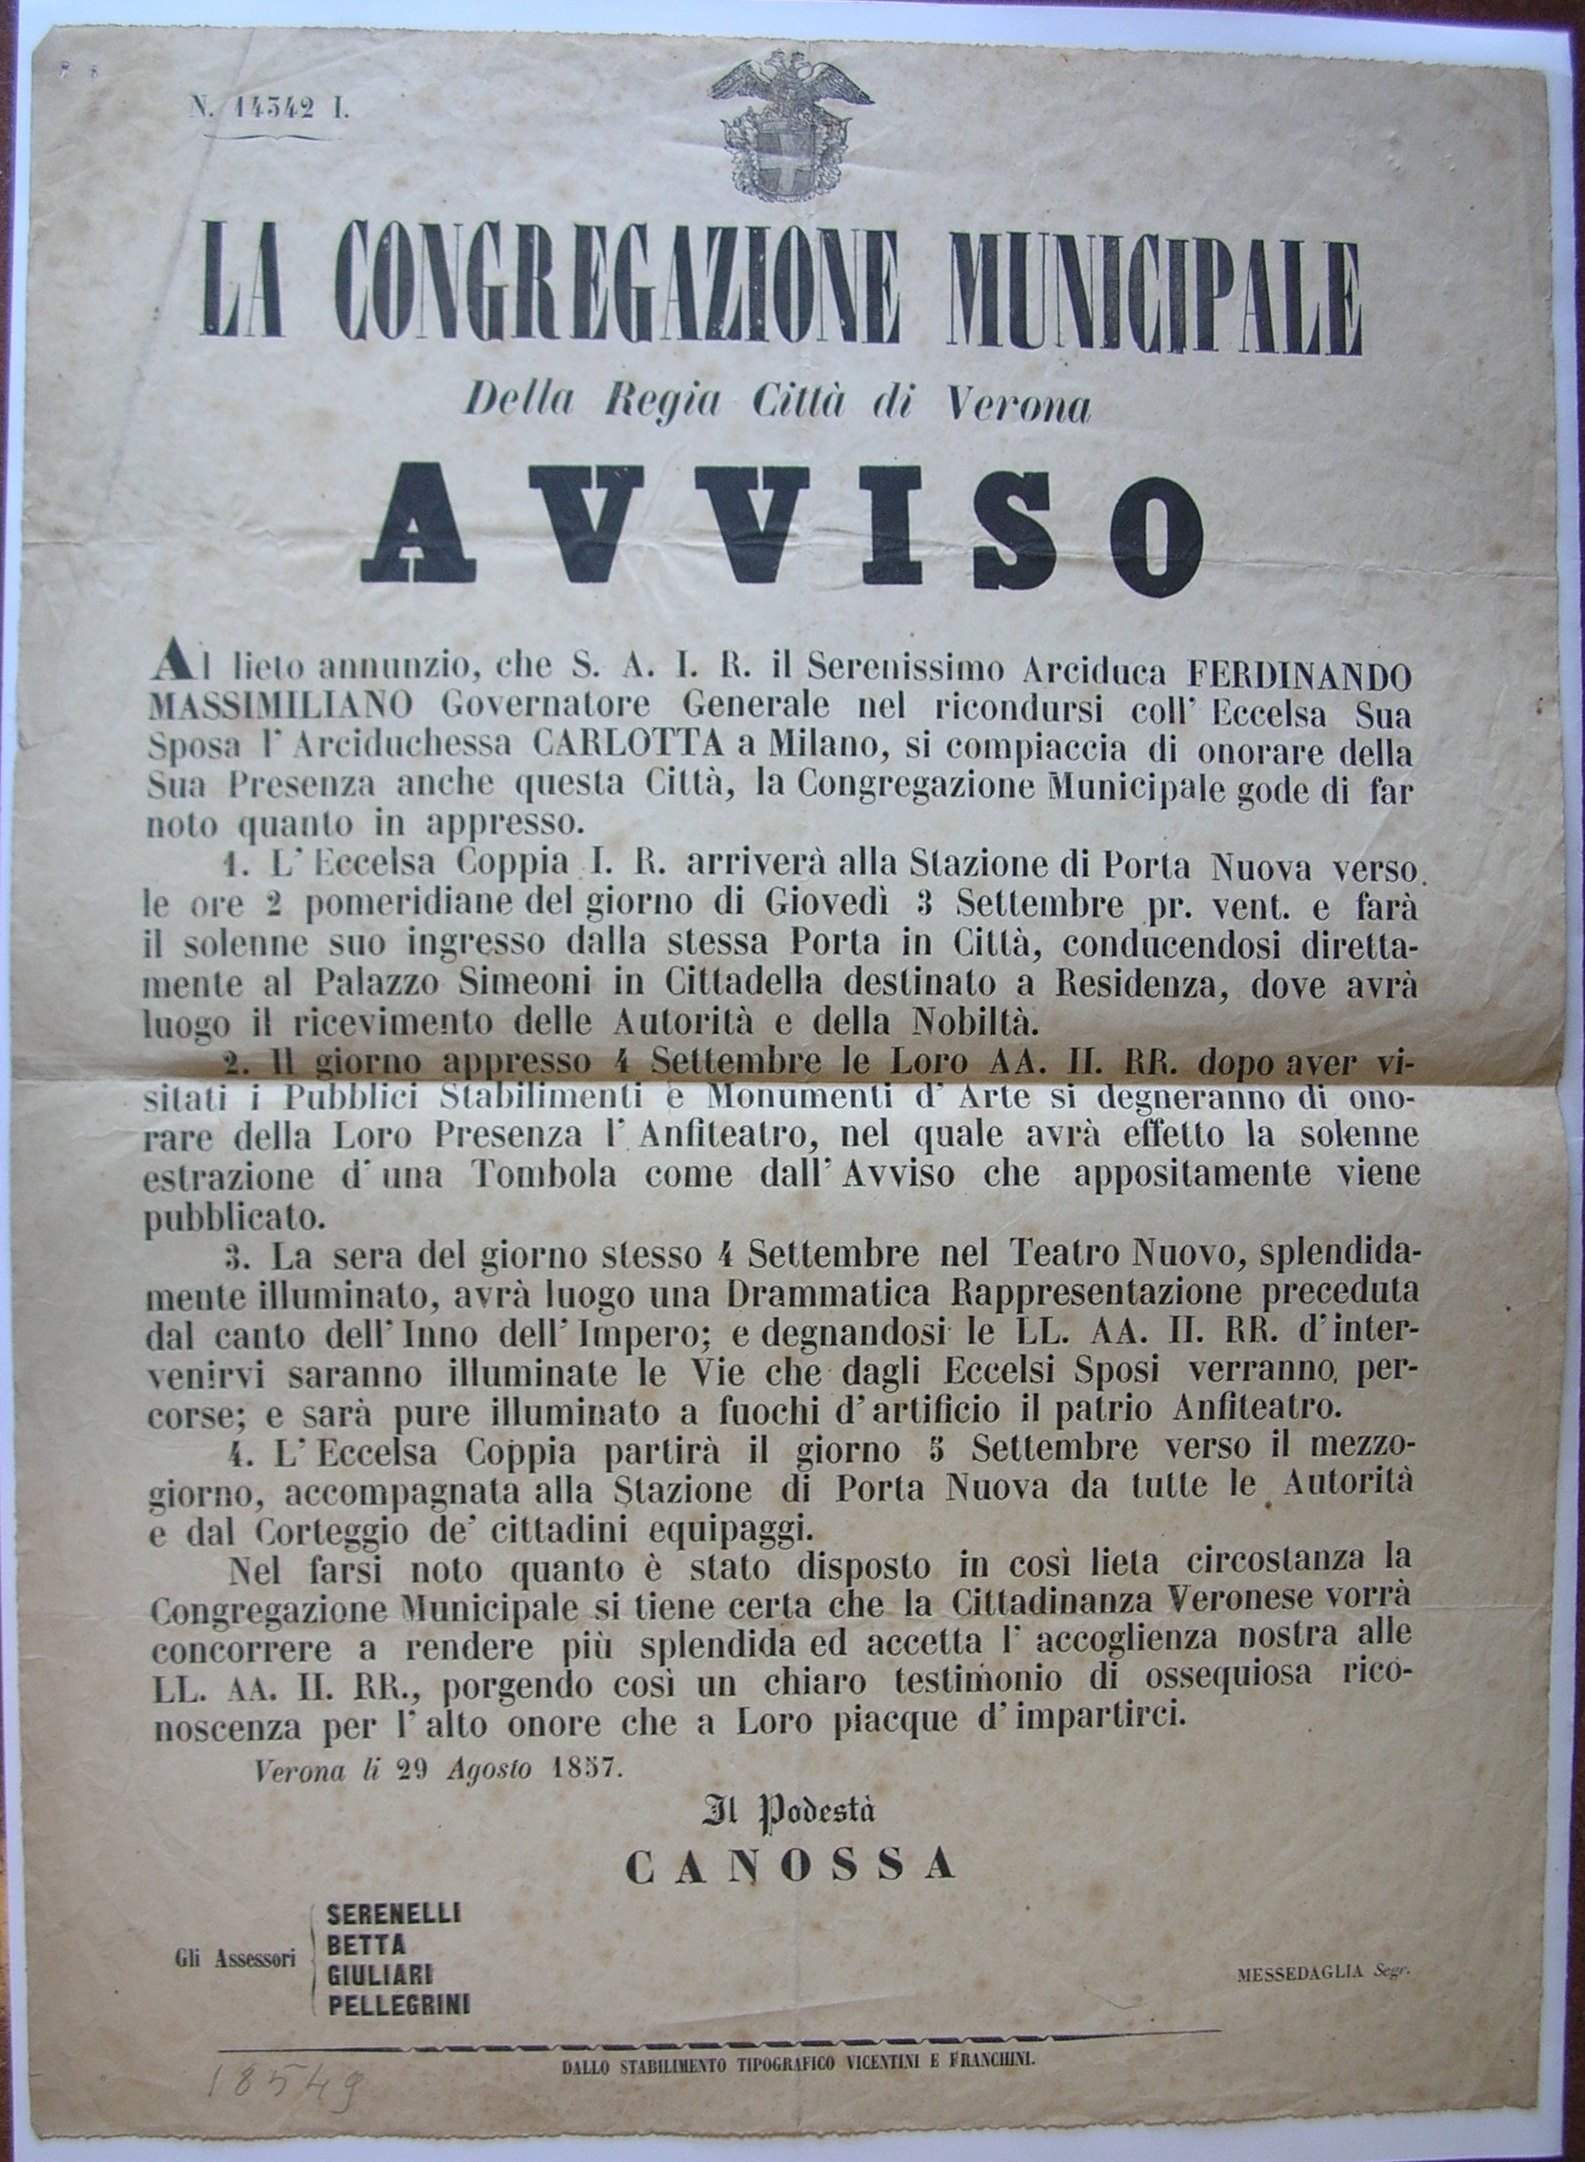 N. 14342 I.
LA CONGREGAZIONE MUNICIPALE
Della Regia Città di Verona
AVVISO
Al lieto annunzio, che S. A. I. R. il Serenissimo Arciduca FERDINANDO
MASSIMILIANO Governatore Generale nel ricondursi coll' Eccelsa Sua
Sposa l' Arciduchessa CARLOTTA a Milano, si compiaccia di onorare della
Sua Presenza anche questa Città, la Congregazione Municipale gode di far
noto quanto in appresso.
1. L' Eccelsa Coppia I. R. arriverà alla Stazione di Porta Nuova verso
le ore 2 pomeridiane del giorno di Giovedì 3 Settembre pr. vent. e farà
il solenne suo ingresso dalla stessa Porta in Città, conducendosi diretta-
mente al Palazzo Simeoni in Cittadella destinato a Residenza, dove avrà
luogo il ricevimento delle Autorità e della Nobiltà.
2. Il giorno appresso 4 Settembre le Loro AA. II. RR. dopo aver vi-
sitati i Pubblici Stabilimenti e Monumenti d' Arte si degneranno di ono-
rare della Loro Presenza l' Anfiteatro, nel quale avrà effetto la solenne
estrazione d' una Tombola come dall' Avviso che appositamente viene
pubblicato.
3. La sera del giorno stesso 4 Settembre nel Teatro Nuovo, splendida-
mente illuminato, avrà luogo una Drammatica Rappresentazione preceduta
dal canto dell' Inno dell' Impero; e degnandosi le LL. AA. II. RR. d' inter-
venirvi saranno illuminate le Vie che dagli Eccelsi Sposi verranno per-
corse; e sarà pure illuminato a fuochi d' artificio il patrio Anfiteatro.
4. L' Eccelsa Coppia partirà il giorno 5 Settembre verso il mezzo-
giorno, accompagnata alla Stazione di Porta Nuova da tutte le Autorità
e dal Corteggio de' cittadini equipaggi.
Nel farsi noto quanto è stato disposto in così lieta circostanza la
Congregazione Municipale si tiene certa che la Cittadinanza Veronese vorrà
concorrere a rendere più splendida ed accetta l' accoglienza nostra alle
LL. AA. II. RR., porgendo così un chiaro testimonio di ossequiosa rico-
noscenza per l' alto onore che a Loro piacque d' impartirci.
Verona li 29 Agosto 1857.
Il Podestà
CANOSSA
Gli Assessori
SERENELLI
BETTA
GIULIARI
PELLEGRINI
MESSEDAGLIA Segr.
DALLO STABILIMENTO TIPOGRAFICO VICENTINI E FRANCHINI.
18549